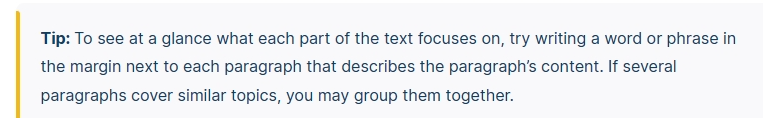 Tip: To see at a glance what each part of the text focuses on, try writing a word or phrase in
the margin next to each paragraph that describes the paragraph’s content. If several
paragraphs cover similar topics, you may group them together.